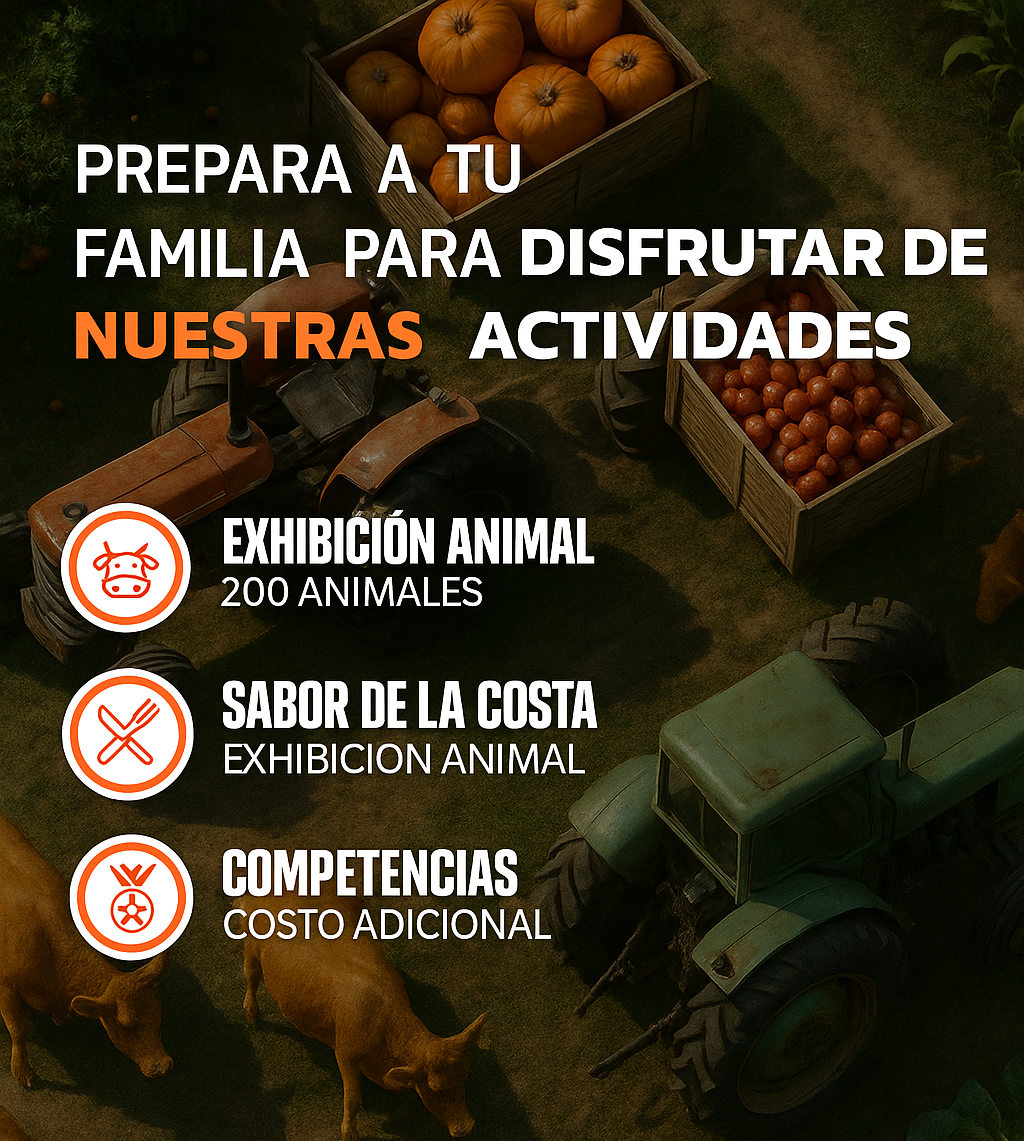 PREPARA A TU
FAMILIA PARA DISFRUTAR DE
NUESTRAS ACTIVIDADES
EXHIBICIÓN ANIMAL
200 ANIMALES
SABOR DE LA COSTA
EXHIBICION ANIMAL
COMPETENCIAS
COSTO ADICIONAL